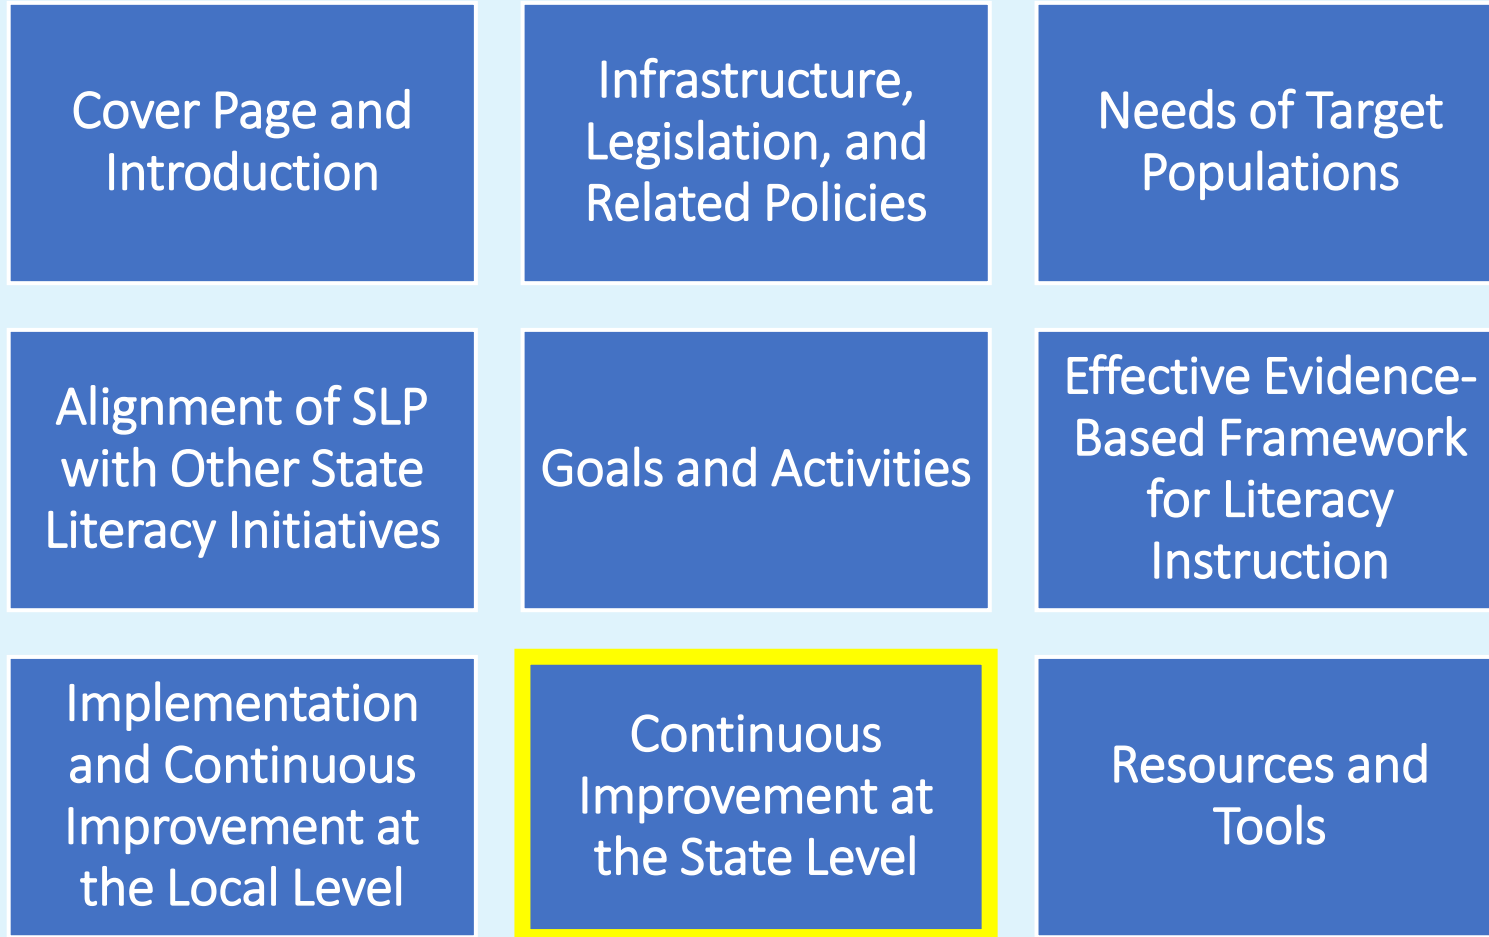 Cover Page and
Introduction
Infrastructure,
Legislation, and
Related Policies
Needs of Target
Populations
Alignment of SLP
with Other State
Literacy Initiatives
Goals and Activities
Effective Evidence-
Based Framework
for Literacy
Instruction
Implementation
and Continuous
Improvement at
the Local Level
Continuous
Improvement at
the State Level
Resources and
Tools